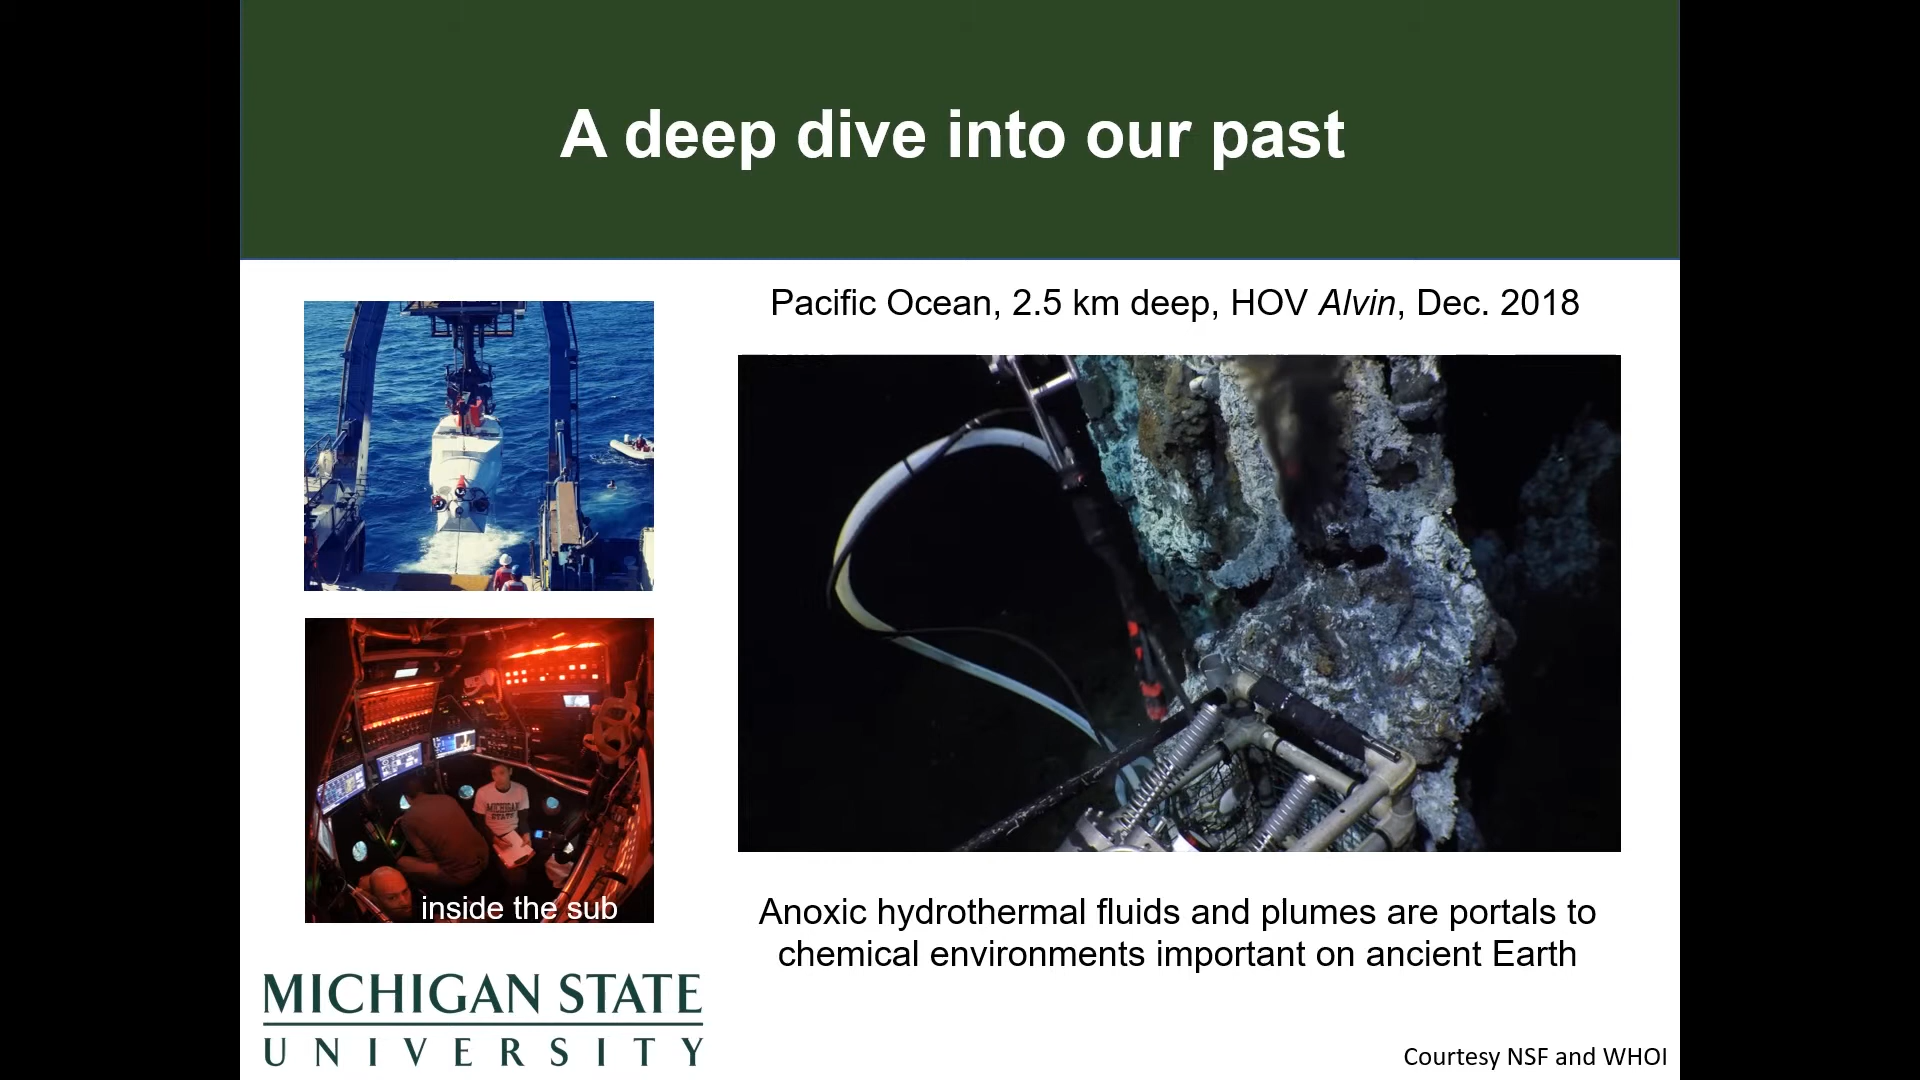 A deep dive into our past
Pacific Ocean, 2.5 km deep, HOV Alvin, Dec. 2018
MICHIGAN
STATE
inside the sub
Anoxic hydrothermal fluids and plumes are portals to
chemical environments important on ancient Earth
MICHIGAN STATE
UNIVERSITY
Courtesy NSF and WHOI